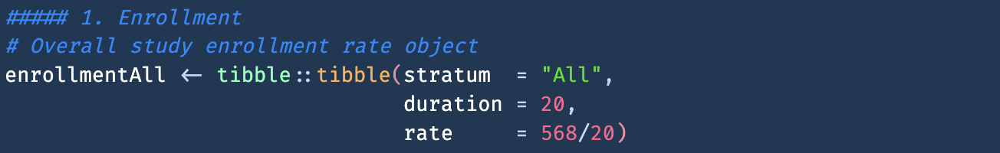 ##### 1. Enrollment
# Overall study enrollment rate object
enrollmentAll <- tibble::tibble(stratum  = "All",
                                duration = 20,
                                rate     = 568/20)